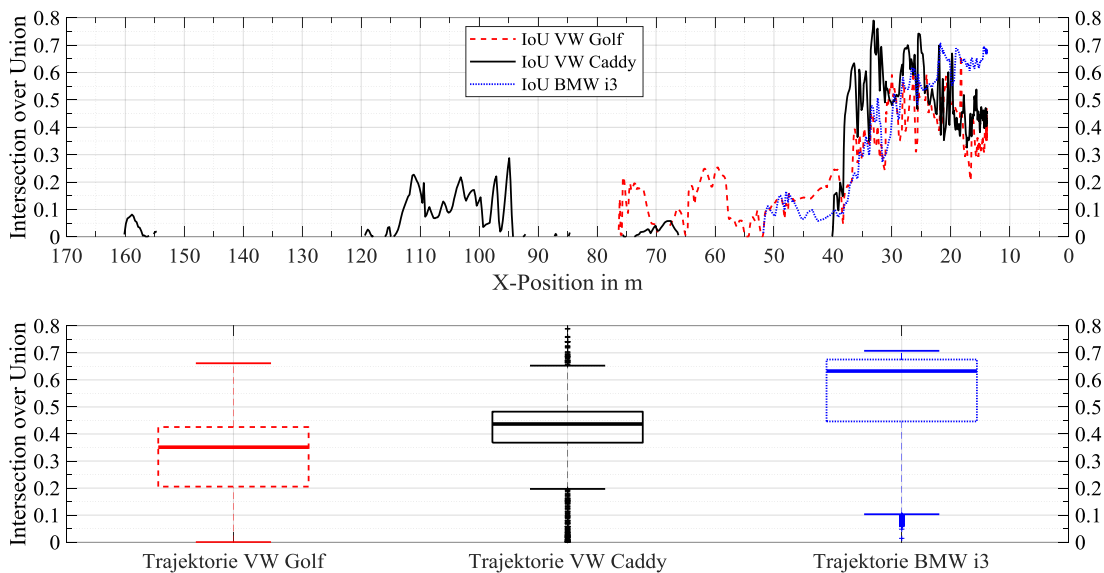 Intersection over Union
0.8 0.7 0.6 0.5 0.4 0.3 0.2 0.1 0
IoU VW Golf
IoU VW Caddy
IoU BMW i3
0.8 0.7 0.6 0.5 0.4 0.3 0.2 0.1 0
170 160 150 140 130 120 110 100 90 80 70 60 50 40 30 20 10 0
X-Position in m
Intersection over Union
0.8 0.7 0.6 0.5 0.4 0.3 0.2 0.1 0
0.8 0.7 0.6 0.5 0.4 0.3 0.2 0.1 0
Trajektorie VW Golf Trajektorie VW Caddy Trajektorie BMW i3